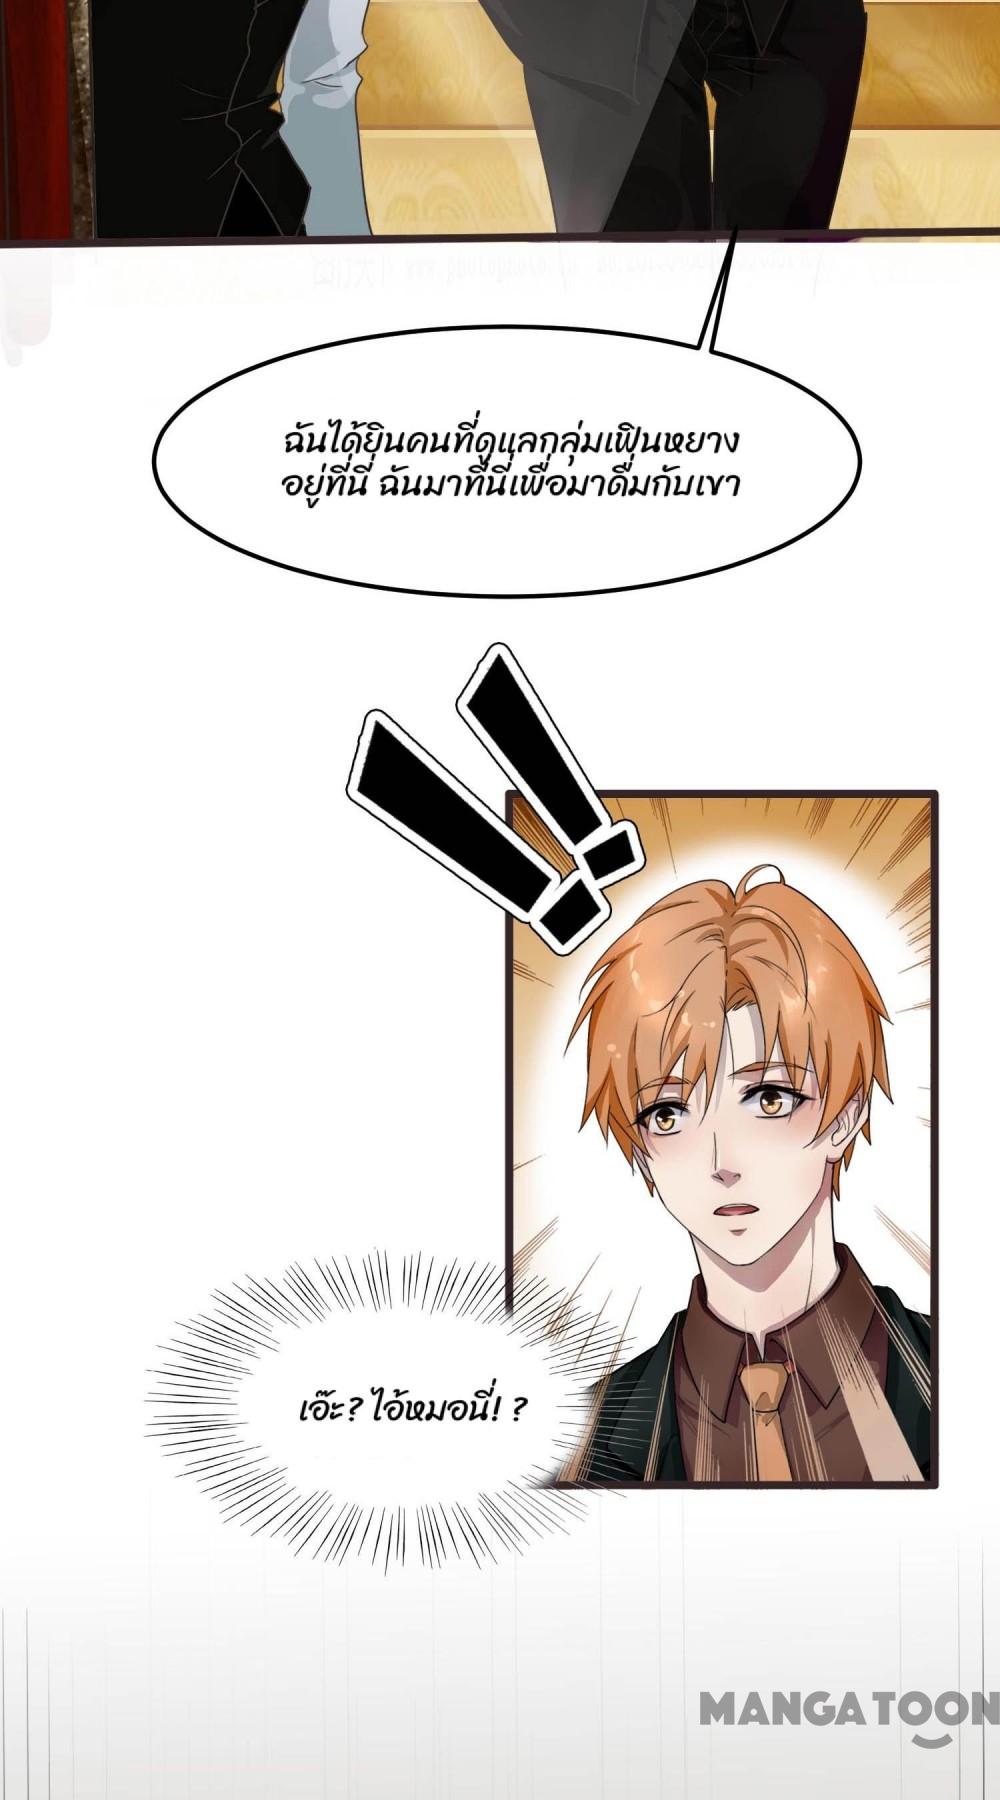 ฉันได้ยินคนที่ดูแลกลุ่มเฟินหยาง
อยู่ที่นี่ ฉันมาที่นี่เพื่อมาดื่มกับเขา
เอ๊ะ? ไอ้หมอนี่! ?
MANGATOON